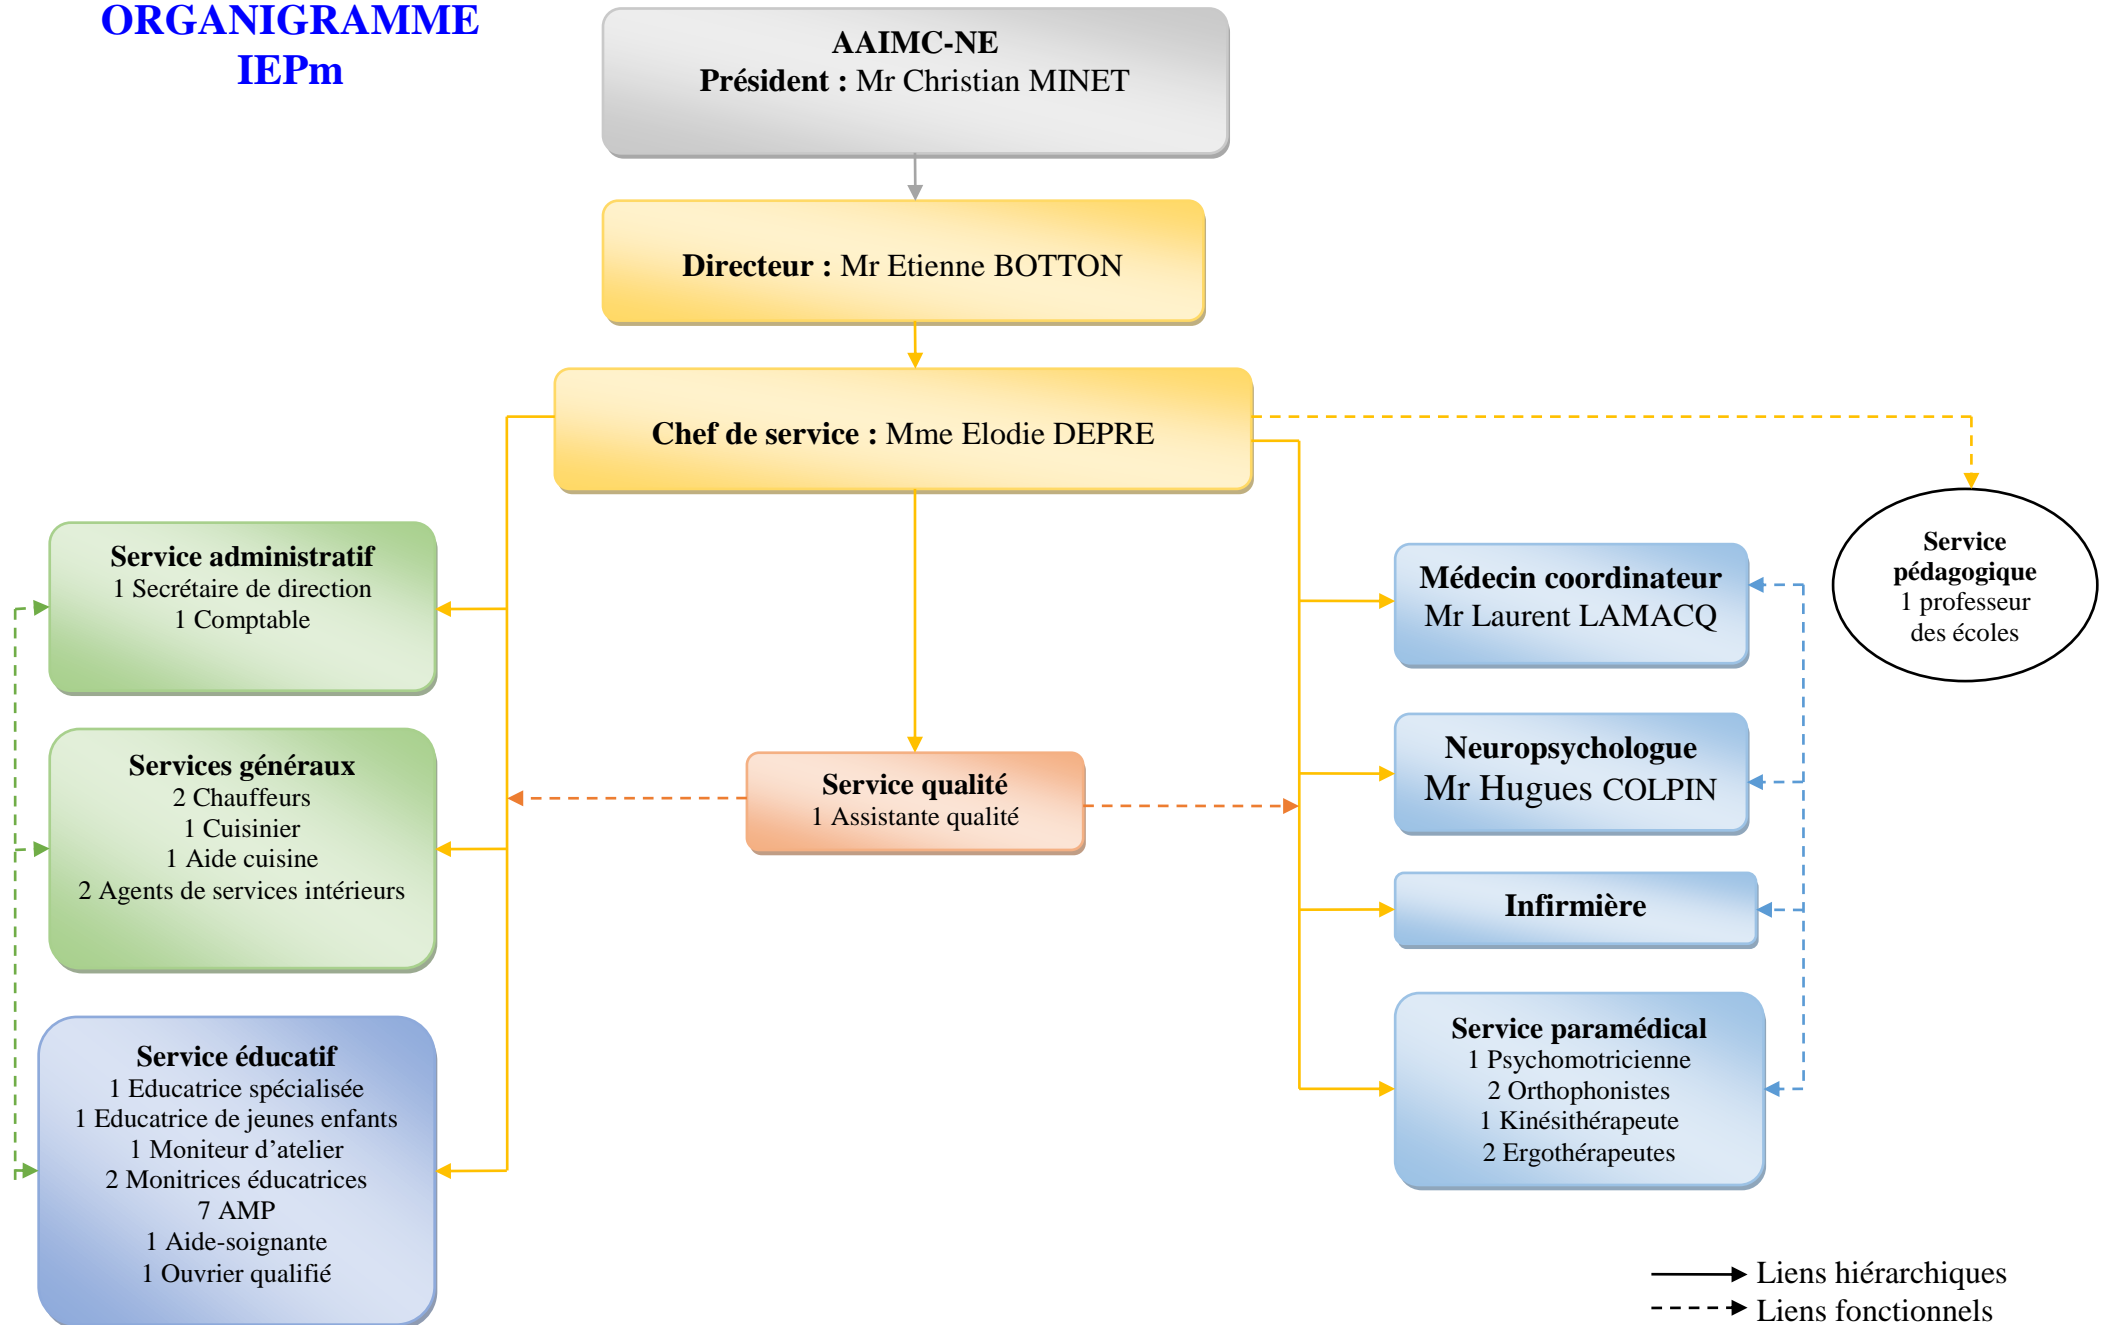 ORGANIGRAMME
IEPm
AAIMC-NE
Président : Mr Christian MINET
Directeur : Mr Etienne BOTTON
Chef de service : Mme Elodie DEPRE
Service administratif
1 Secrétaire de direction
1 Comptable
Services généraux
2 Chauffeurs
1 Cuisinier
1 Aide cuisine
2 Agents de services intérieurs
Service éducatif
1 Educatrice spécialisée
1 Educatrice de jeunes enfants
1 Moniteur d’atelier
2 Monitrices éducatrices
7 AMP
1 Aide-soignante
1 Ouvrier qualifié
Service qualité
1 Assistante qualité
Médecin coordinateur
Mr Laurent LAMACQ
Neuropsychologue
Mr Hugues COLPIN
Infirmière
Service paramédical
1 Psychomotricienne
2 Orthophonistes
1 Kinésithérapeute
2 Ergothérapeutes
Service
pédagogique
1 professeur
des écoles
Liens hiérarchiques
Liens fonctionnels